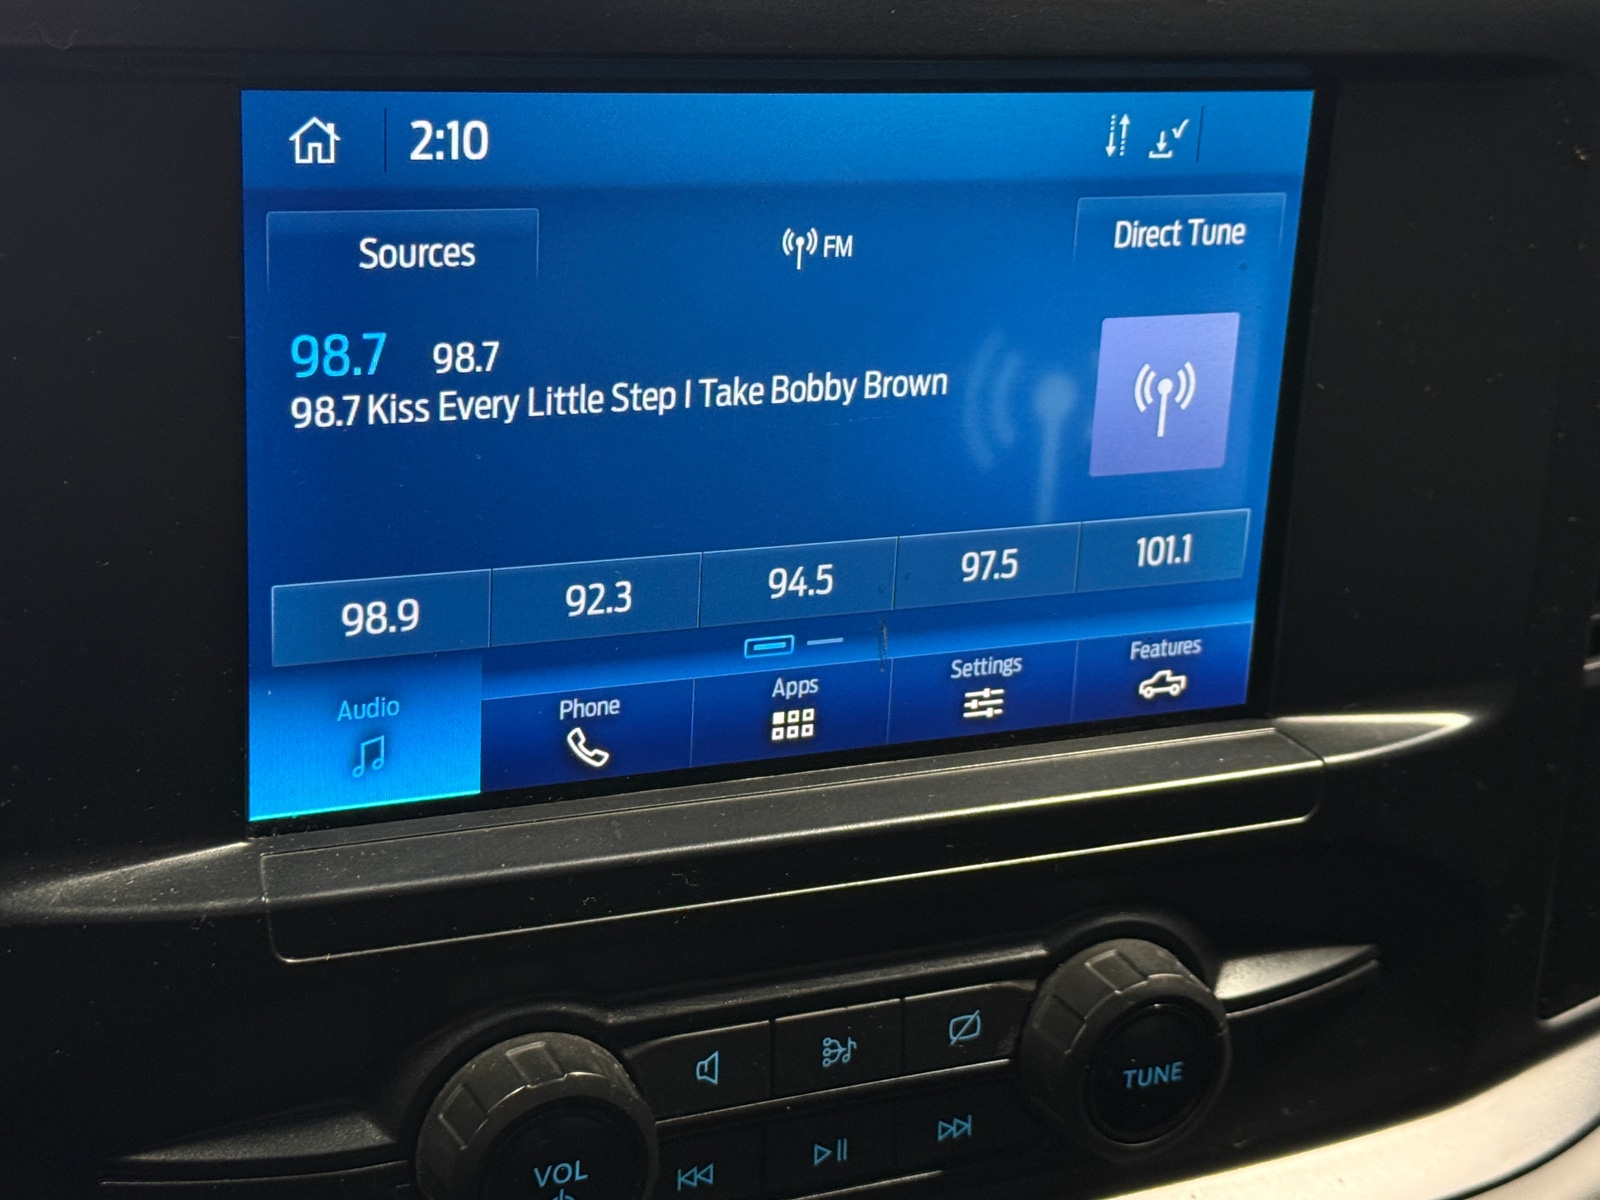 2:10
Sources
FM
Direct Tune
98.7 98.7
98.7 Kiss Every Little Step I Take Bobby Brown
98.9 92.3 94.5 97.5 101.1
Audio Phone Apps Settings Features
TUNE
VOL